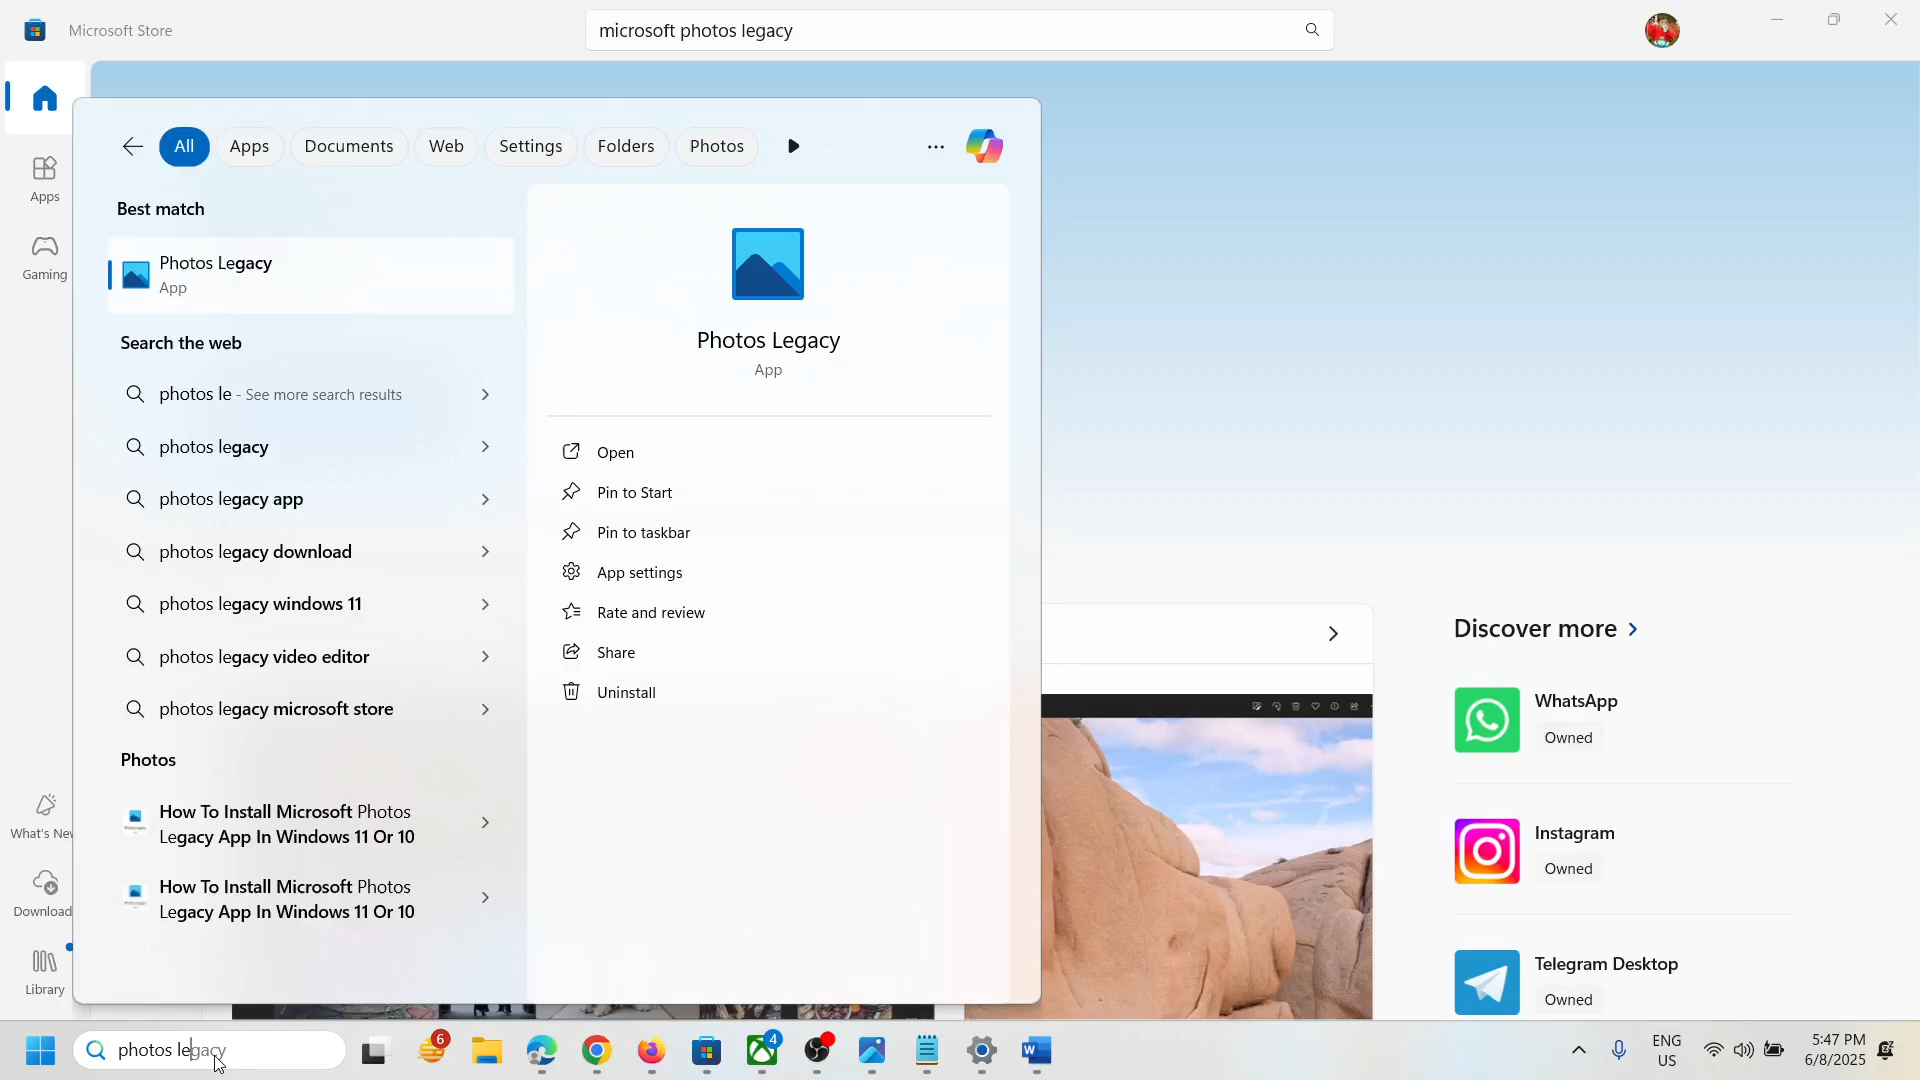 Microsoft Store
microsoft photos legacy
Apps
Gaming
What's New
Download
Library
All
Apps
Documents
Web
Settings
Folders
Photos
Best match
Photos Legacy
App
Search the web
photos le - See more search results
photos legacy
photos legacy app
photos legacy download
photos legacy windows 11
photos legacy video editor
photos legacy microsoft store
Photos
How To Install Microsoft Photos
Legacy App In Windows 11 Or 10
How To Install Microsoft Photos
Legacy App In Windows 11 Or 10
Photos Legacy
App
Open
Pin to Start
Pin to taskbar
App settings
Rate and review
Share
Uninstall
Discover more
WhatsApp
Owned
Instagram
Owned
Telegram Desktop
Owned
photos legacy
6
4
W
ENG
US
5:47 PM
6/8/2025